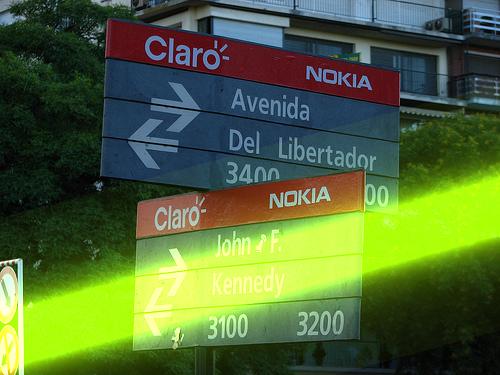 Claro NOKIA
Avenida
Del Libertador
3400
00
Claro NOKIA
John F.
Kennedy
3100 3200